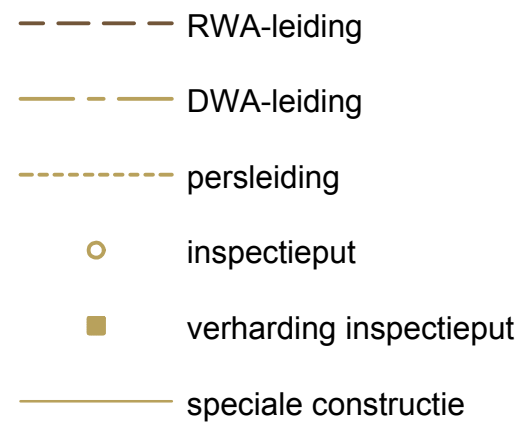 RWA-leiding
DWA-leiding
persleiding
inspectieput
verharding inspectieput
speciale constructie